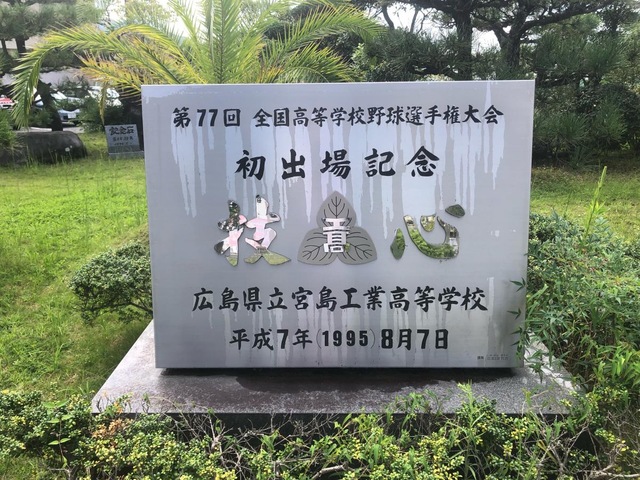 第77回 全国高等学校野球選手権大会
初出場記念
技 高 心
広島県立宮島工業高等学校
平成7年(1995)8月7日